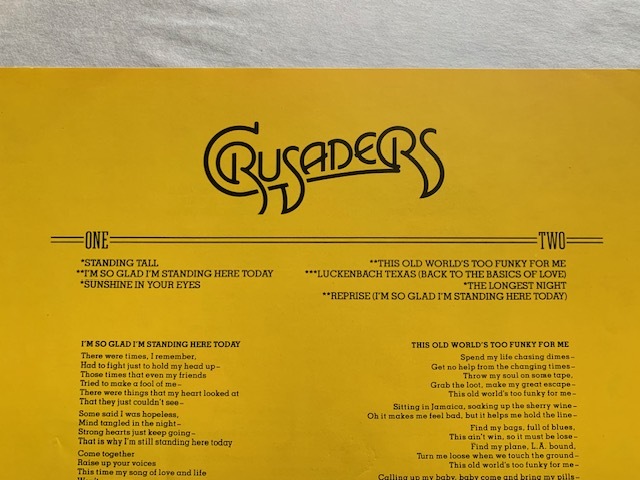 CRUSADERS
ONE
*STANDING TALL
**I'M SO GLAD I'M STANDING HERE TODAY
*SUNSHINE IN YOUR EYES
TWO
**THIS OLD WORLD'S TOO FUNKY FOR ME
***LUCKENBACH TEXAS (BACK TO THE BASICS OF LOVE)
*THE LONGEST NIGHT
**REPRISE (I'M SO GLAD I'M STANDING HERE TODAY)
I'M SO GLAD I'M STANDING HERE TODAY
There were times, I remember,
Had to fight just to hold my head up–
Those times that even my friends
Tried to make a fool of me–
There were things that my heart looked at
That they just couldn't see–
Some said I was hopeless,
Mind tangled in the night–
Strong hearts just keep going–
That is why I'm still standing here today
Come together
Raise up your voices
This time my song of love and life
THIS OLD WORLD'S TOO FUNKY FOR ME
Spend my life chasing dimes–
Get no help from the changing times–
Throw my soul on some tape,
Grab the loot, make my great escape–
This old world's too funky for me–
Sitting in Jamaica, soaking up the sherry wine–
Oh it makes me feel bad, but it helps me hold the line–
Find my bags, full of blues,
This ain't win, so it must be lose–
Find my plane, L.A. bound,
Turn me loose when we touch the ground–
This old world's too funky for me–
Calling up my baby, baby come and bring my pills–